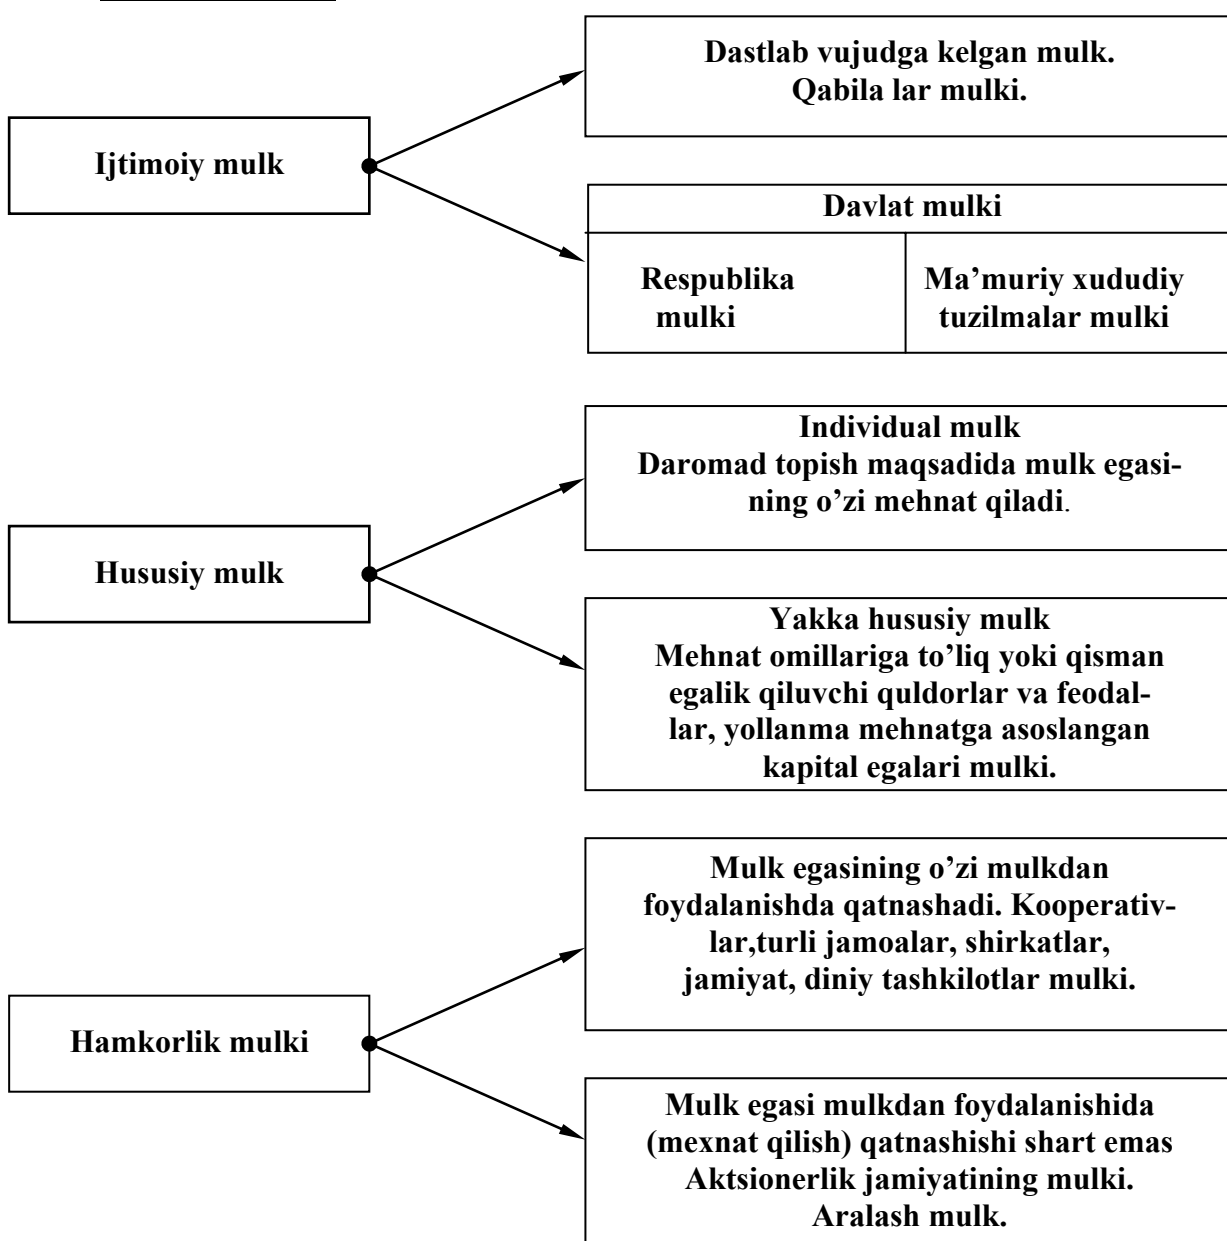 Dastlab vujudga kelgan mulk.
Qabila lar mulki.
Ijtimoiy mulk
Davlat mulki
Respublika
mulki
Ma’muriy xududiy
tuzilmalar mulki
Individual mulk
Daromad topish maqsadida mulk egasi-
ning o’zi mehnat qiladi.
Hususiy mulk
Yakka hususiy mulk
Mehnat omillariga to’liq yoki qisman
egalik qiluvchi quldorlar va feodal-
lar, yollanma mehnatga asoslangan
kapital egalari mulki.
Mulk egasining o’zi mulkdan
foydalanishda qatnashadi. Kooperativ-
lar,turli jamoalar, shirkatlar,
jamiyat, diniy tashkilotlar mulki.
Hamkorlik mulki
Mulk egasi mulkdan foydalanishida
(mexnat qilish) qatnashishi shart emas
Aktsionerlik jamiyatining mulki.
Aralash mulk.